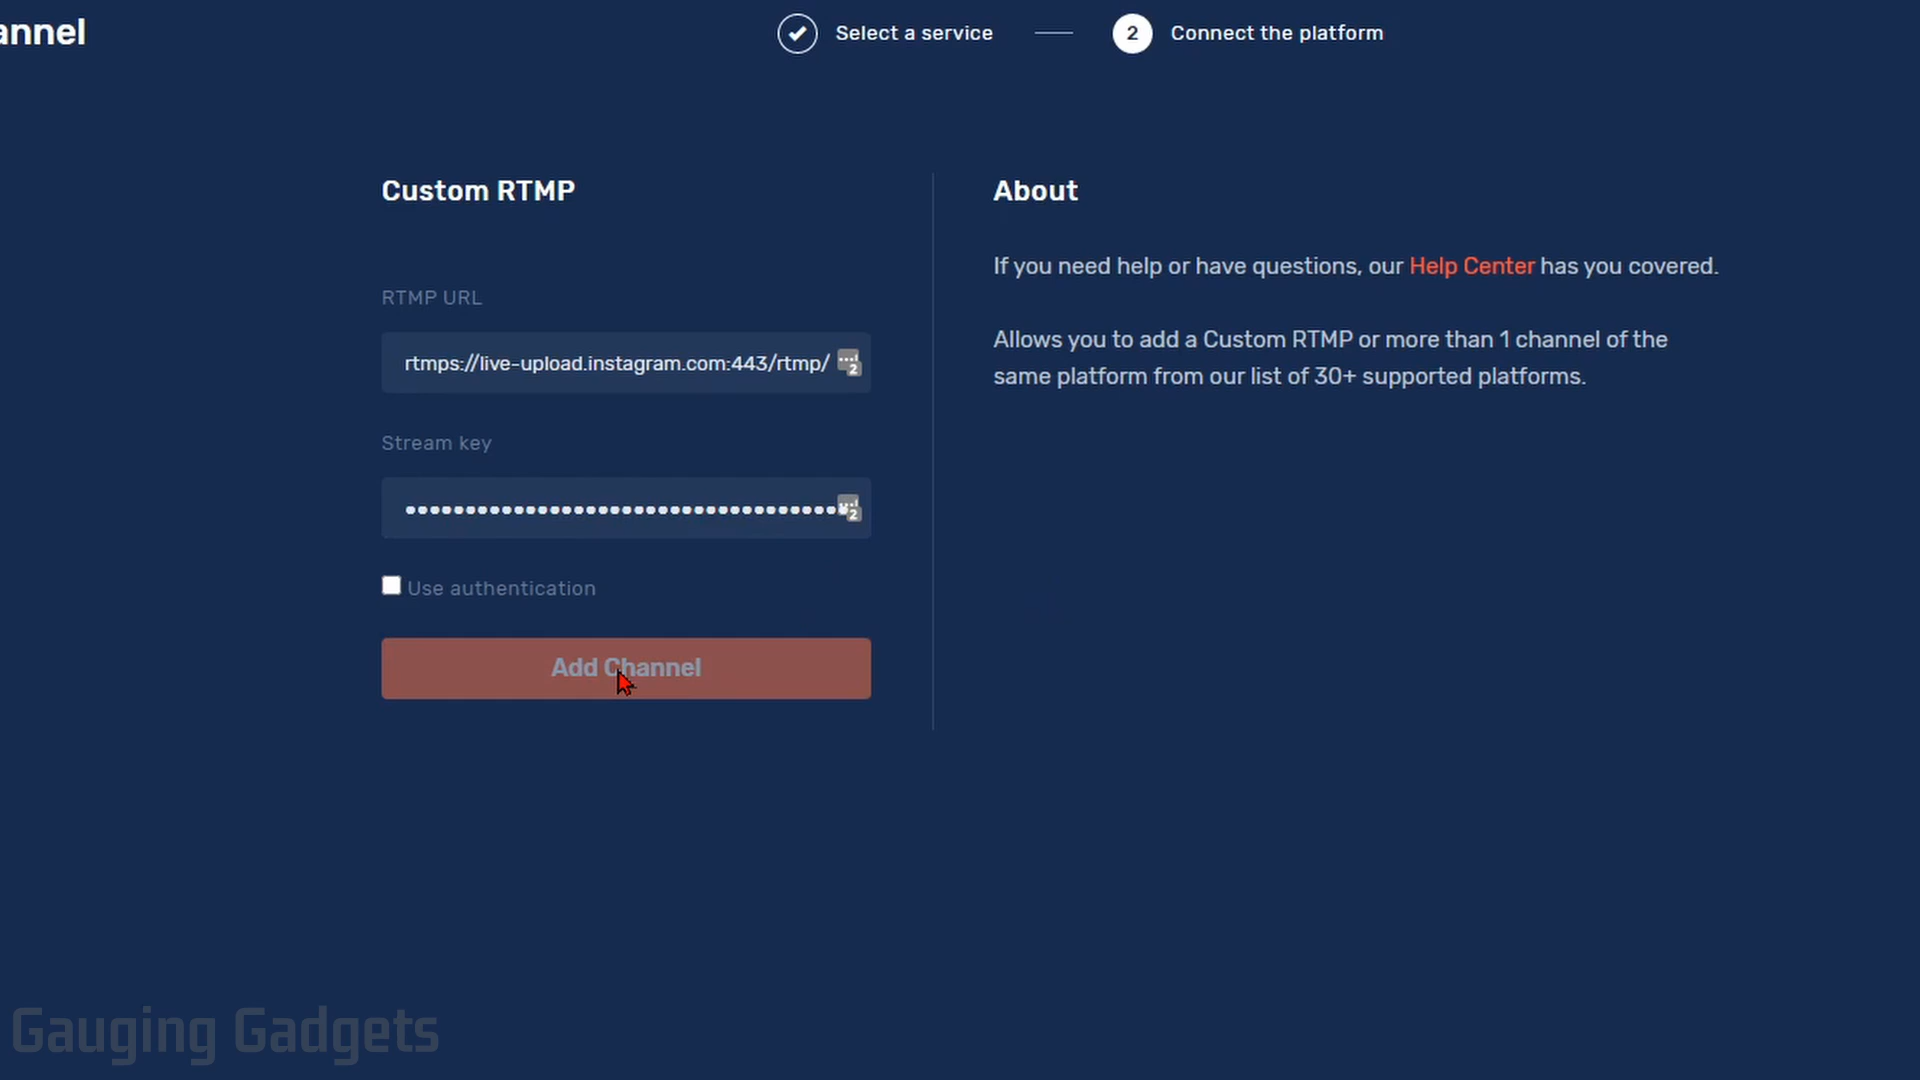 annel
Select a service
2
Connect the platform
Custom RTMP
About
If you need help or have questions, our Help Center has you covered.
RTMP URL
Allows you to add a Custom RTMP or more than 1 channel of the
same platform from our list of 30+ supported platforms.
rtmps://live-upload.instagram.com:443/rtmp/
2
Stream key
2
Use authentication
Add Channel
Gauging Gadgets